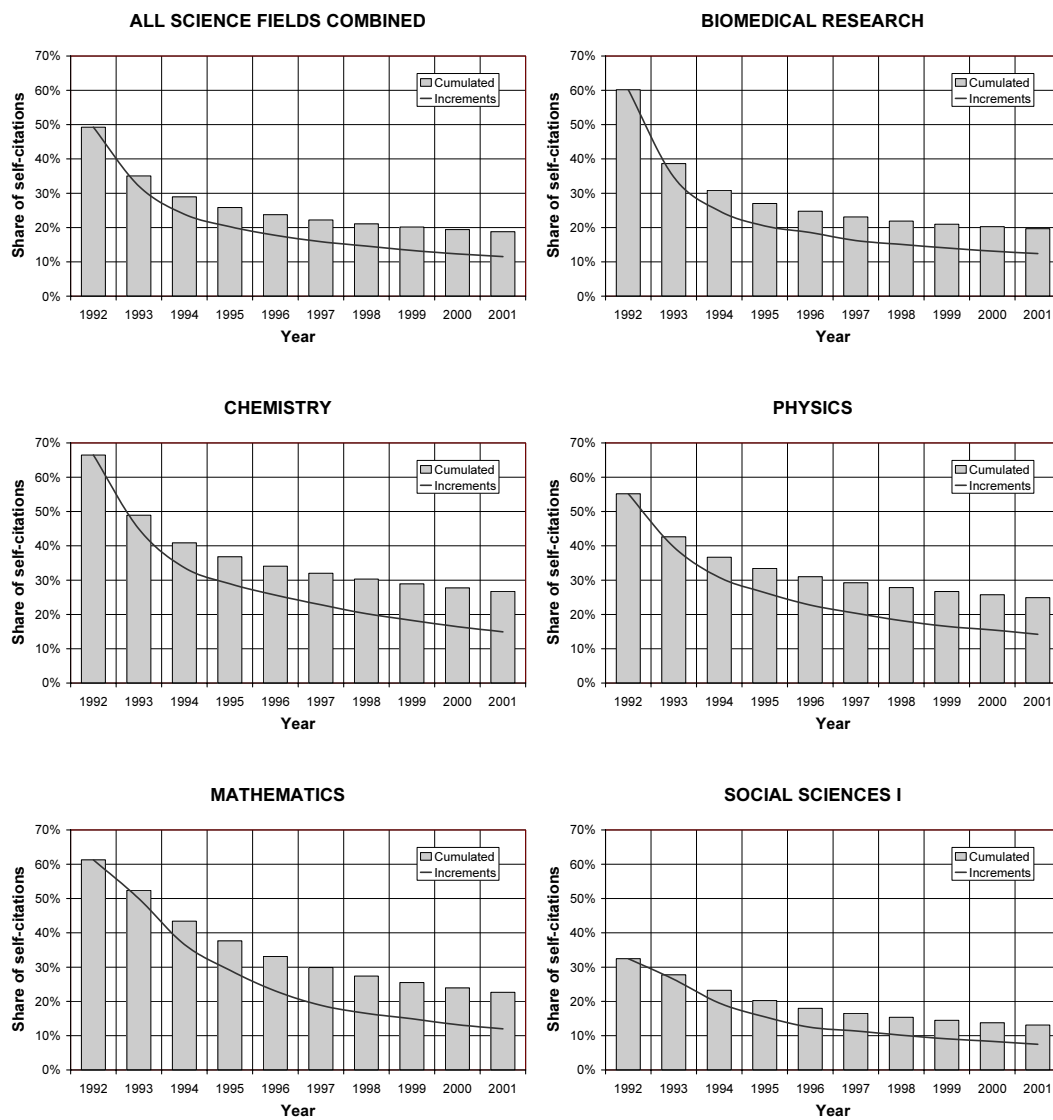 ALL SCIENCE FIELDS COMBINED
70%
60%
50%
40%
30%
20%
10%
0%
Share of self-citations
Cumulated
Increments
1992 1993 1994 1995 1996 1997 1998 1999 2000 2001
Year
BIOMEDICAL RESEARCH
70%
60%
50%
40%
30%
20%
10%
0%
Share of self-citations
Cumulated
Increments
1992 1993 1994 1995 1996 1997 1998 1999 2000 2001
Year
CHEMISTRY
70%
60%
50%
40%
30%
20%
10%
0%
Share of self-citations
Cumulated
Increments
1992 1993 1994 1995 1996 1997 1998 1999 2000 2001
Year
PHYSICS
70%
60%
50%
40%
30%
20%
10%
0%
Share of self-citations
Cumulated
Increments
1992 1993 1994 1995 1996 1997 1998 1999 2000 2001
Year
MATHEMATICS
70%
60%
50%
40%
30%
20%
10%
0%
Share of self-citations
Cumulated
Increments
1992 1993 1994 1995 1996 1997 1998 1999 2000 2001
Year
SOCIAL SCIENCES I
70%
60%
50%
40%
30%
20%
10%
0%
Share of self-citations
Cumulated
Increments
1992 1993 1994 1995 1996 1997 1998 1999 2000 2001
Year